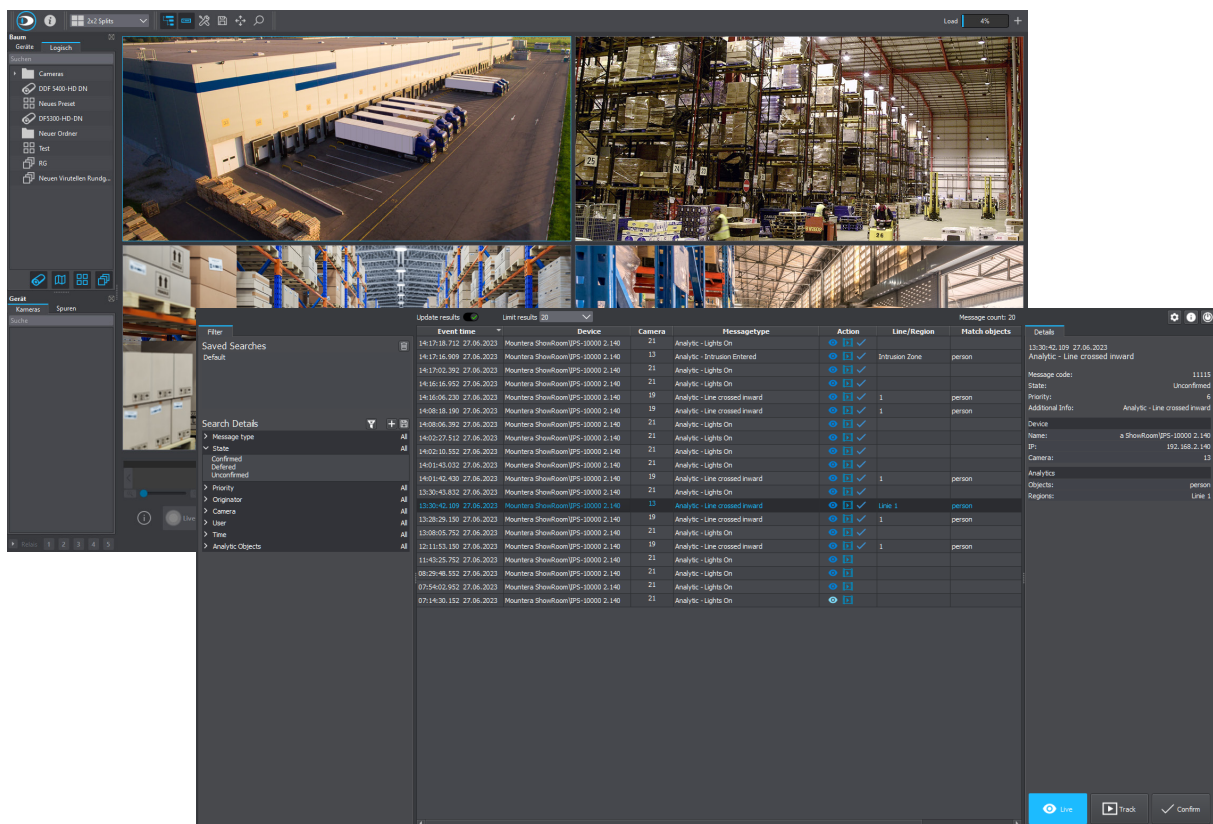 2x2 Splits
Load 4%
Baum
Geräte Logisch
Suchen
Cameras
DDF 5400-HD DN
Neues Preset
DF5300-HD-DN
Neuer Ordner
Test
RG
Neuen Virutellen Rundg...
25
24
26
Gerät
Kameras Spuren
Suche
Live
Relais 1 2 3 4 5
Update results Limit results 20 Message count: 20
Filter
Saved Searches
Default
Search Details
Message type All
State All
Confirmed
Defered
Unconfirmed
Priority All
Originator All
Camera All
User All
Time All
Analytic Objects All
Event time Device Camera Messagetype Action Line/Region Match objects
14:17:18.712 27.06.2023 Mountera ShowRoom\IPS-10000 2.140 21 Analytic - Lights On
14:17:16.909 27.06.2023 Mountera ShowRoom\IPS-10000 2.140 13 Analytic - Intrusion Entered Intrusion Zone person
14:17:02.392 27.06.2023 Mountera ShowRoom\IPS-10000 2.140 21 Analytic - Lights On
14:16:16.952 27.06.2023 Mountera ShowRoom\IPS-10000 2.140 21 Analytic - Lights On
14:16:06.230 27.06.2023 Mountera ShowRoom\IPS-10000 2.140 19 Analytic - Line crossed inward 1 person
14:08:18.190 27.06.2023 Mountera ShowRoom\IPS-10000 2.140 19 Analytic - Line crossed inward 1 person
14:08:06.392 27.06.2023 Mountera ShowRoom\IPS-10000 2.140 21 Analytic - Lights On
14:02:27.512 27.06.2023 Mountera ShowRoom\IPS-10000 2.140 21 Analytic - Lights On
14:02:10.552 27.06.2023 Mountera ShowRoom\IPS-10000 2.140 21 Analytic - Lights On
14:01:43.032 27.06.2023 Mountera ShowRoom\IPS-10000 2.140 21 Analytic - Lights On
14:01:42.430 27.06.2023 Mountera ShowRoom\IPS-10000 2.140 19 Analytic - Line crossed inward 1 person
13:30:43.832 27.06.2023 Mountera ShowRoom\IPS-10000 2.140 21 Analytic - Lights On
13:30:42.109 27.06.2023 Mountera ShowRoom\IPS-10000 2.140 13 Analytic - Line crossed inward Linie 1 person
13:28:29.150 27.06.2023 Mountera ShowRoom\IPS-10000 2.140 19 Analytic - Line crossed inward 1 person
13:08:05.752 27.06.2023 Mountera ShowRoom\IPS-10000 2.140 21 Analytic - Lights On
12:11:53.150 27.06.2023 Mountera ShowRoom\IPS-10000 2.140 19 Analytic - Line crossed inward 1 person
11:43:25.752 27.06.2023 Mountera ShowRoom\IPS-10000 2.140 21 Analytic - Lights On
08:29:48.552 27.06.2023 Mountera ShowRoom\IPS-10000 2.140 21 Analytic - Lights On
07:54:02.952 27.06.2023 Mountera ShowRoom\IPS-10000 2.140 21 Analytic - Lights On
07:14:30.152 27.06.2023 Mountera ShowRoom\IPS-10000 2.140 21 Analytic - Lights On
Details
13:30:42.109 27.06.2023
Analytic - Line crossed inward
Message code: 11115
State: Unconfirmed
Priority: 6
Additional Info: Analytic - Line crossed inward
Device
Name: a ShowRoom\IPS-10000 2.140
IP: 192.168.2.140
Camera: 13
Analytics
Objects: person
Regions: Linie 1
Live Track Confirm